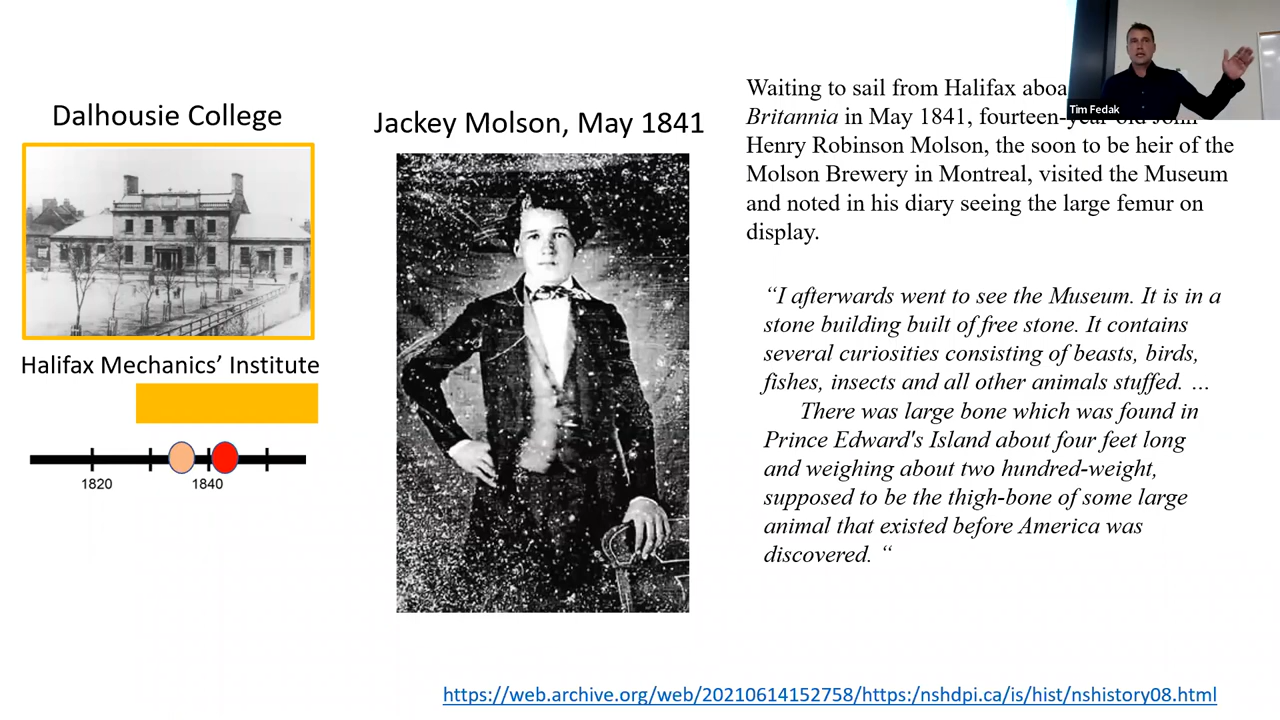 Dalhousie College
Halifax Mechanics’ Institute
1820
1840
Jackey Molson, May 1841
Waiting to sail from Halifax
Britannia in May 1841, fourteen-year-old John
Henry Robinson Molson, the soon to be heir of the
Molson Brewery in Montreal, visited the Museum
and noted in his diary seeing the large femur on
display.
“I afterwards went to see the Museum. It is in a
stone building built of free stone. It contains
several curiosities consisting of beasts, birds,
fishes, insects and all other animals stuffed. …
There was large bone which was found in
Prince Edward's Island about four feet long
and weighing about two hundred-weight,
supposed to be the thigh-bone of some large
animal that existed before America was
discovered. “
Tim Fedak
https://web.archive.org/web/20210614152758/https:/nshdpi.ca/is/hist/nshistory08.html